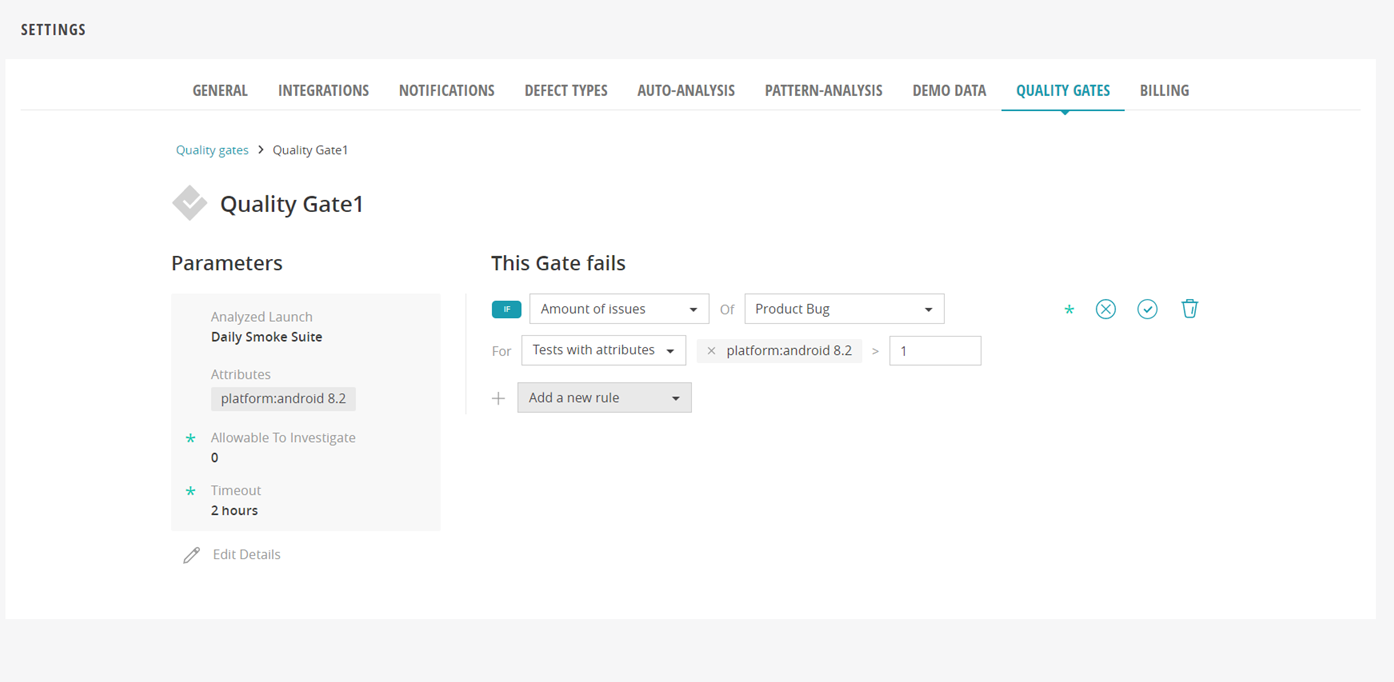 SETTINGS
GENERAL INTEGRATIONS NOTIFICATIONS DEFECT TYPES AUTO-ANALYSIS PATTERN-ANALYSIS DEMO DATA QUALITY GATES BILLING
Quality gates > Quality Gate1
Quality Gate1
Parameters
Analyzed Launch
Daily Smoke Suite
Attributes
platform:android 8.2
* Allowable To Investigate
0
* Timeout
2 hours
Edit Details
This Gate fails
IF Amount of issues Of Product Bug *
For Tests with attributes × platform:android 8.2 > 1
+ Add a new rule